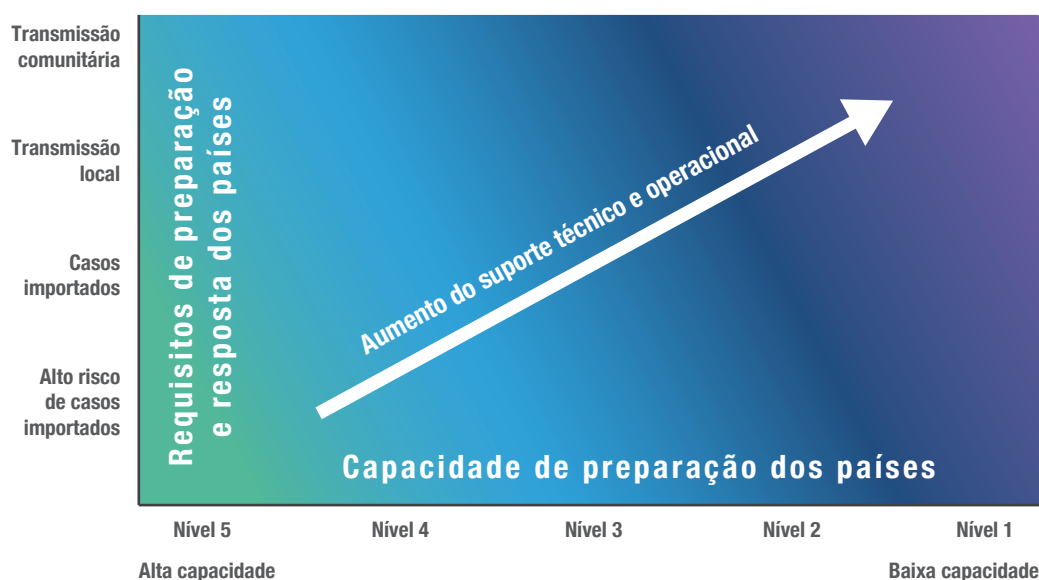 Transmissão
comunitária
Transmissão
local
Casos
importados
Alto risco
de casos
importados
Requisitos de preparação
e resposta dos países
Aumento do suporte técnico e operacional
Capacidade de preparação dos países
Nível 5
Nível 4
Nível 3
Nível 2
Nível 1
Alta capacidade
Baixa capacidade